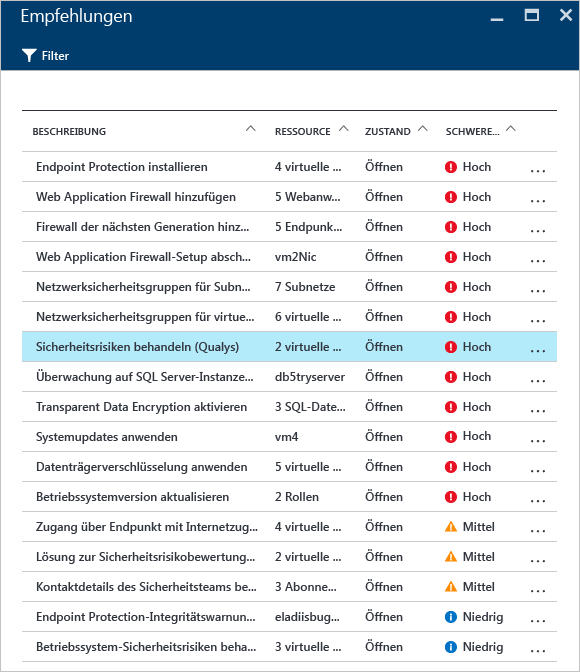 Empfehlungen
Filter
BESCHREIBUNG RESSOURCE ZUSTAND SCHWERE...
Endpoint Protection installieren 4 virtuelle ... Öffnen Hoch ...
Web Application Firewall hinzufügen 5 Webanw... Öffnen Hoch ...
Firewall der nächsten Generation hinz... 5 Endpunk... Öffnen Hoch ...
Web Application Firewall-Setup absch... vm2Nic Öffnen Hoch ...
Netzwerksicherheitsgruppen für Subn... 7 Subnetze Öffnen Hoch ...
Netzwerksicherheitsgruppen für virtue... 6 virtuelle ... Öffnen Hoch ...
Sicherheitsrisiken behandeln (Qualys) 2 virtuelle ... Öffnen Hoch ...
Überwachung auf SQL Server-Instanze... db5tryserver Öffnen Hoch ...
Transparent Data Encryption aktivieren 3 SQL-Date... Öffnen Hoch ...
Systemupdates anwenden vm4 Öffnen Hoch ...
Datenträgerverschlüsselung anwenden 5 virtuelle ... Öffnen Hoch ...
Betriebssystemversion aktualisieren 2 Rollen Öffnen Hoch ...
Zugang über Endpunkt mit Internetzug... 4 virtuelle ... Öffnen Mittel ...
Lösung zur Sicherheitsrisikobewertung... 2 virtuelle ... Öffnen Mittel ...
Kontaktdetails des Sicherheitsteams be... 3 Abonne... Öffnen Mittel ...
Endpoint Protection-Integritätswarnun... eladiisbug... Öffnen Niedrig ...
Betriebssystem-Sicherheitsrisiken beha... 3 virtuelle ... Öffnen Niedrig ...